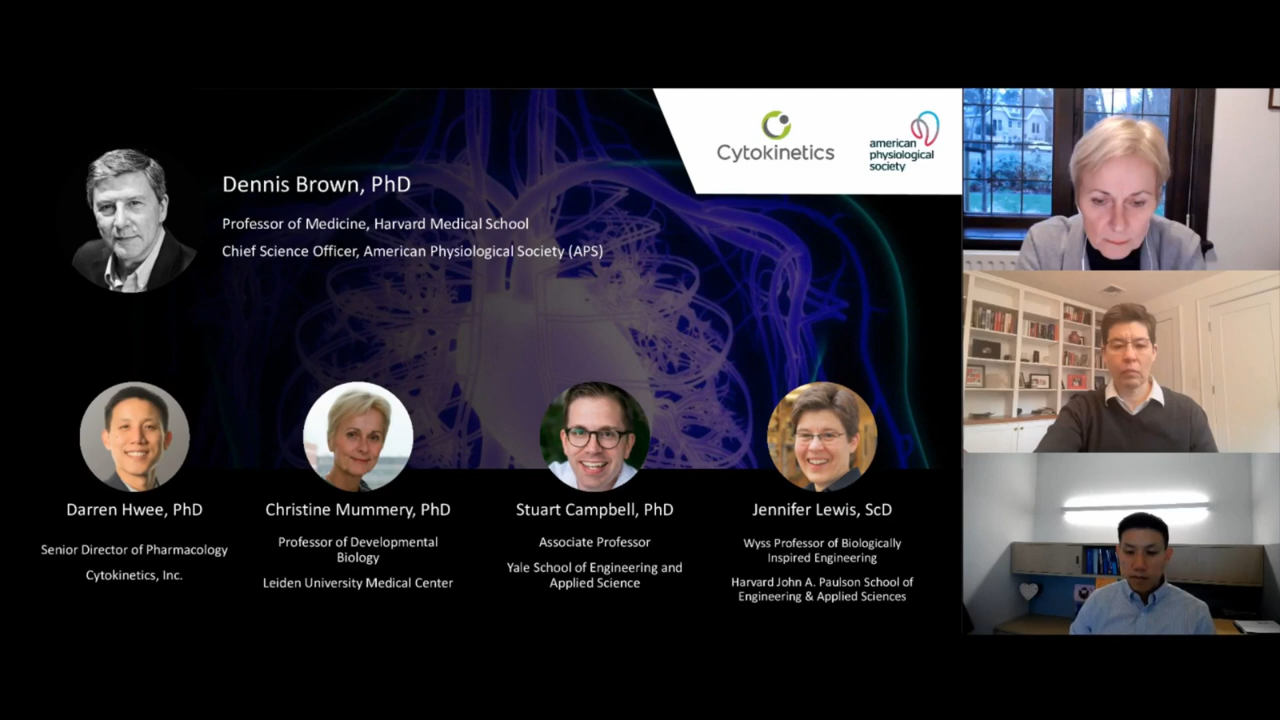 Cytokinetics
american
physiological
society
Dennis Brown, PhD
Professor of Medicine, Harvard Medical School
Chief Science Officer, American Physiological Society (APS)
Darren Hwee, PhD
Senior Director of Pharmacology
Cytokinetics, Inc.
Christine Mummery, PhD
Professor of Developmental
Biology
Leiden University Medical Center
Stuart Campbell, PhD
Associate Professor
Yale School of Engineering and
Applied Science
Jennifer Lewis, ScD
Wyss Professor of Biologically
Inspired Engineering
Harvard John A. Paulson School of
Engineering & Applied Sciences